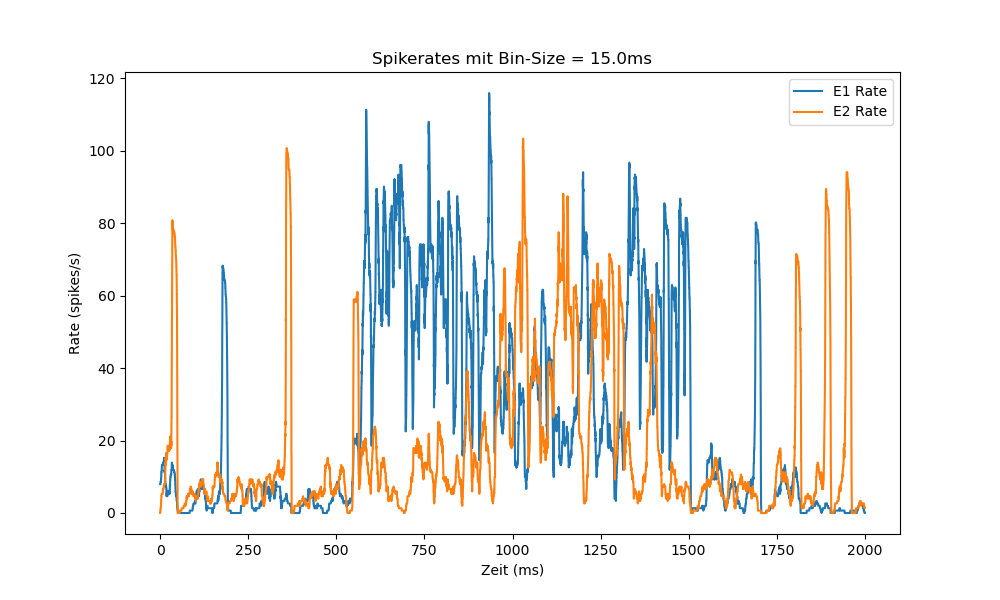 Spikerates mit Bin-Size = 15.0ms
E1 Rate
E2 Rate
Rate (spikes/s)
120
100
80
60
40
20
0
0 250 500 750 1000 1250 1500 1750 2000
Zeit (ms)